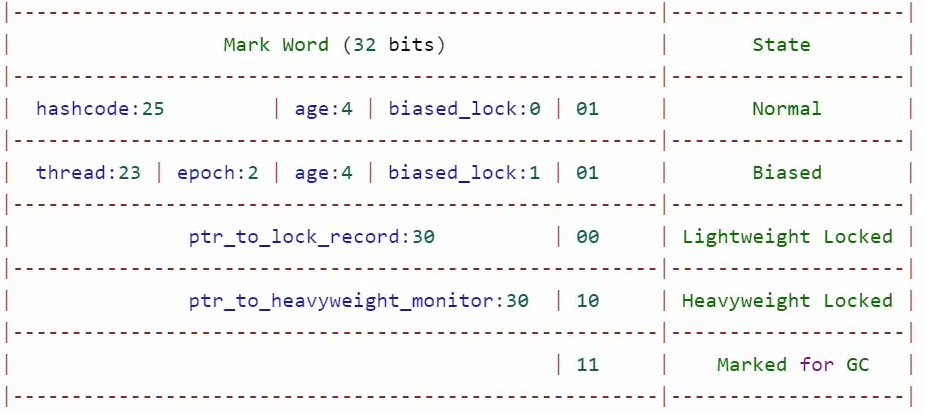 |--------------------------------------------------------|--------------------|
| Mark Word (32 bits) | State |
|--------------------------------------------------------|--------------------|
| hashcode:25 | age:4 | biased_lock:0 | 01 | Normal |
|--------------------------------------------------------|--------------------|
| thread:23 | epoch:2 | age:4 | biased_lock:1 | 01 | Biased |
|--------------------------------------------------------|--------------------|
| ptr_to_lock_record:30 | 00 | Lightweight Locked |
|--------------------------------------------------------|--------------------|
| ptr_to_heavyweight_monitor:30 | 10 | Heavyweight Locked |
|--------------------------------------------------------|--------------------|
| | 11 | Marked for GC |
|--------------------------------------------------------|--------------------|